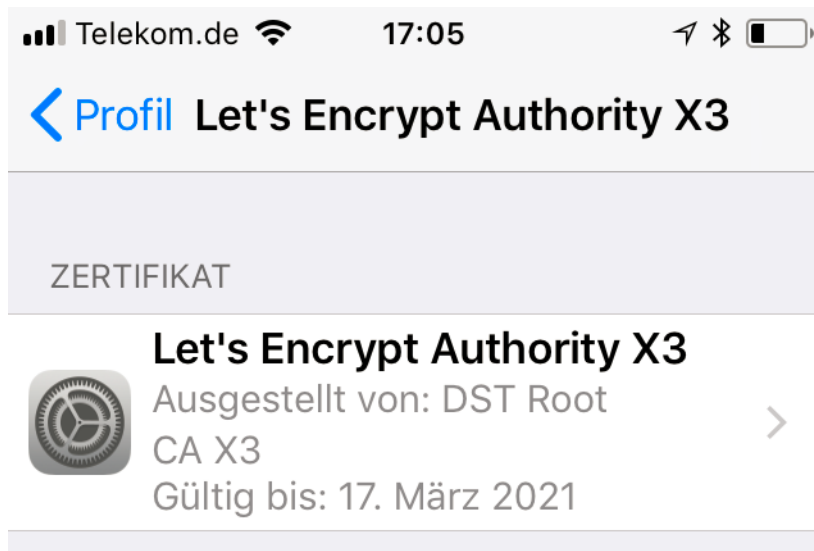 Telekom.de 17:05
Profil Let's Encrypt Authority X3
ZERTIFIKAT
Let's Encrypt Authority X3
Ausgestellt von: DST Root
CA X3
Gültig bis: 17. März 2021